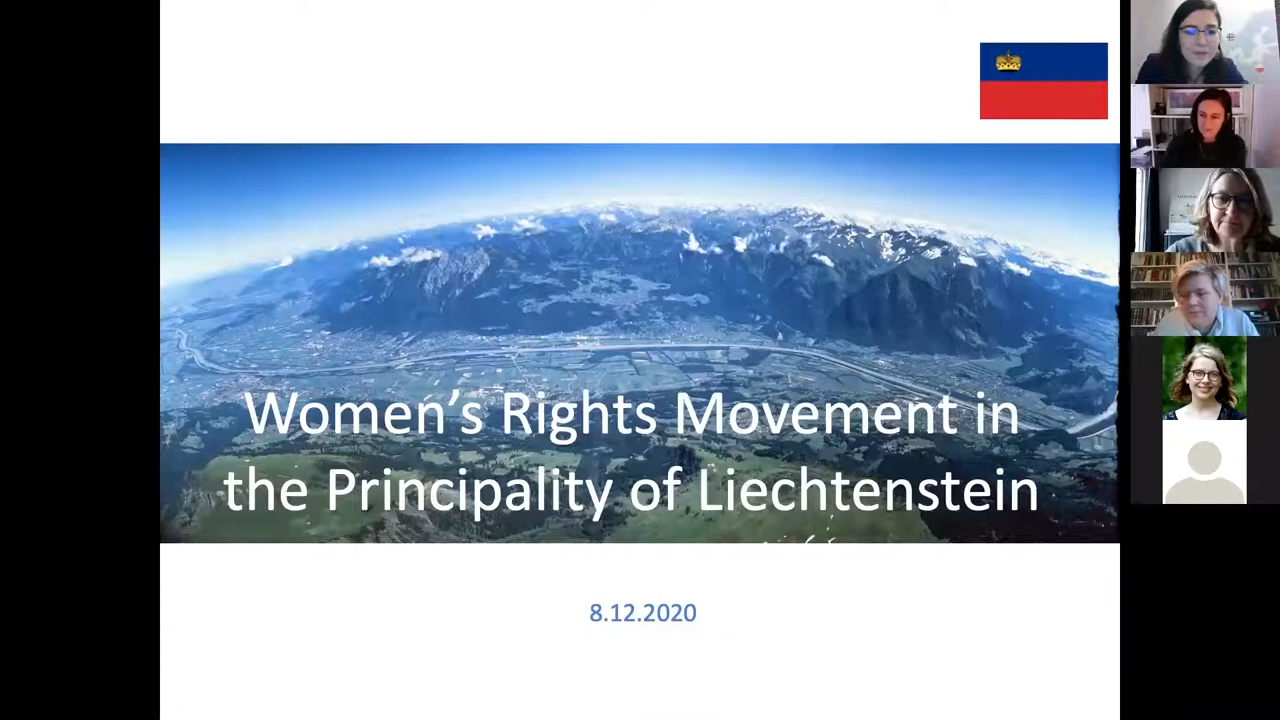 Women's Rights Movement in
the Principality of Liechtenstein
8.12.2020